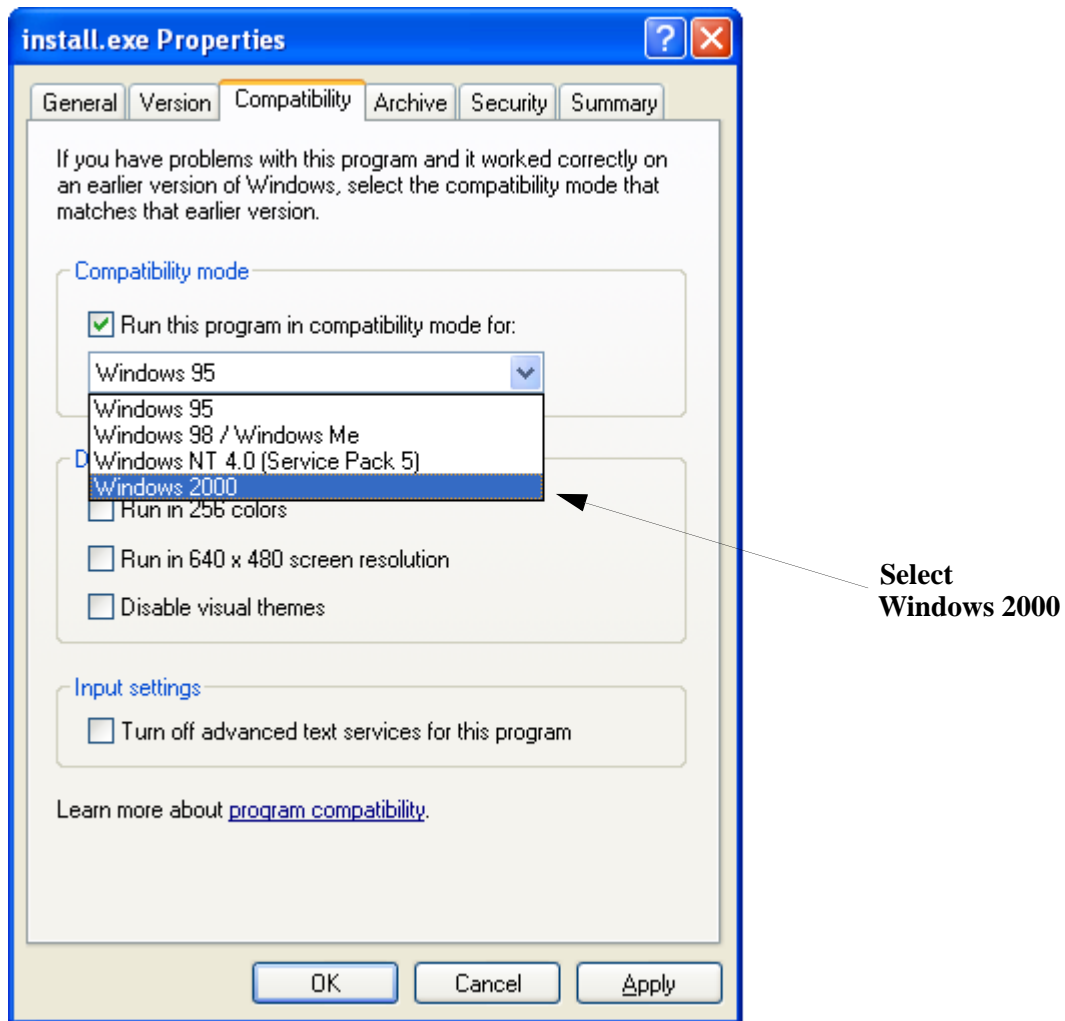 install.exe Properties
?
General Version Compatibility Archive Security Summary
If you have problems with this program and it worked correctly on
an earlier version of Windows, select the compatibility mode that
matches that earlier version.
Compatibility mode
Run this program in compatibility mode for:
Windows 95
Windows 95
Windows 98 / Windows Me
Windows NT 4.0 (Service Pack 5)
D
Windows 2000
Run in 256 colors
Run in 640 x 480 screen resolution
Disable visual themes
Select
Windows 2000
Input settings
Turn off advanced text services for this program
Learn more about program compatibility.
OK Cancel Apply